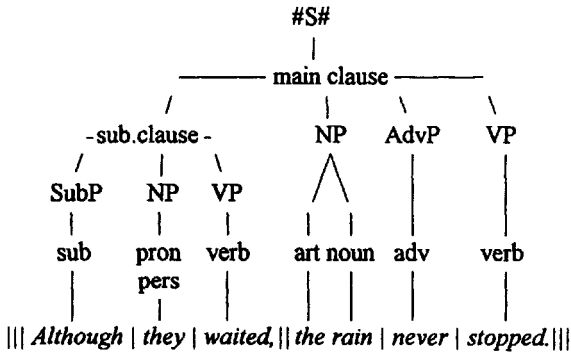 #S#
main clause
- sub.clause - NP AdvP VP
SubP NP VP
sub pron verb art noun adv verb
pers
||| Although | they | waited, || the rain | never | stopped.|||